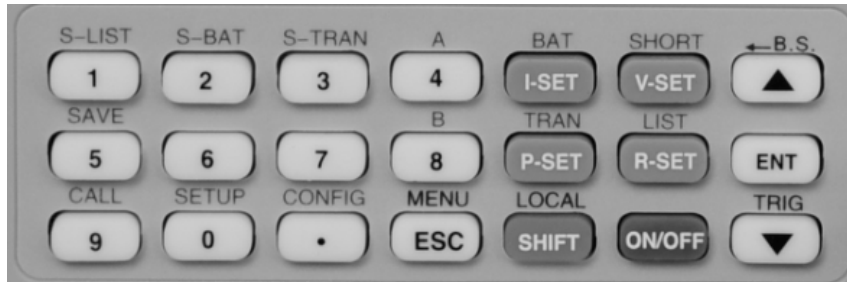 S-LIST S-BAT S-TRAN A BAT SHORT ←B.S.
1 2 3 4 I-SET V-SET ▲
SAVE B TRAN LIST
5 6 7 8 P-SET R-SET ENT
CALL SETUP CONFIG MENU LOCAL TRIG
9 0 • ESC SHIFT ON/OFF ▼